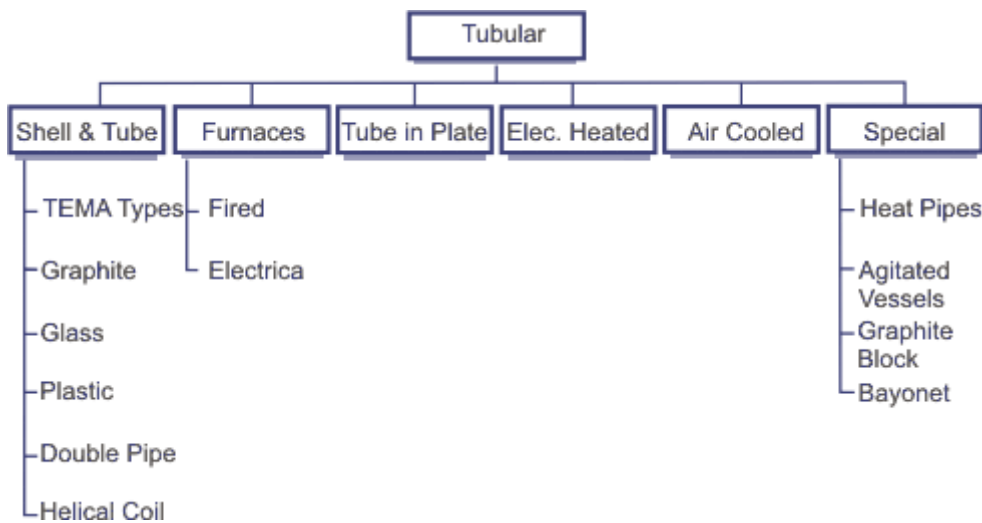 Tubular
Shell & Tube
Furnaces
Tube in Plate
Elec. Heated
Air Cooled
Special
TEMA Types
Graphite
Glass
Plastic
Double Pipe
Helical Coil
Fired
Electrica
Heat Pipes
Agitated
Vessels
Graphite
Block
Bayonet